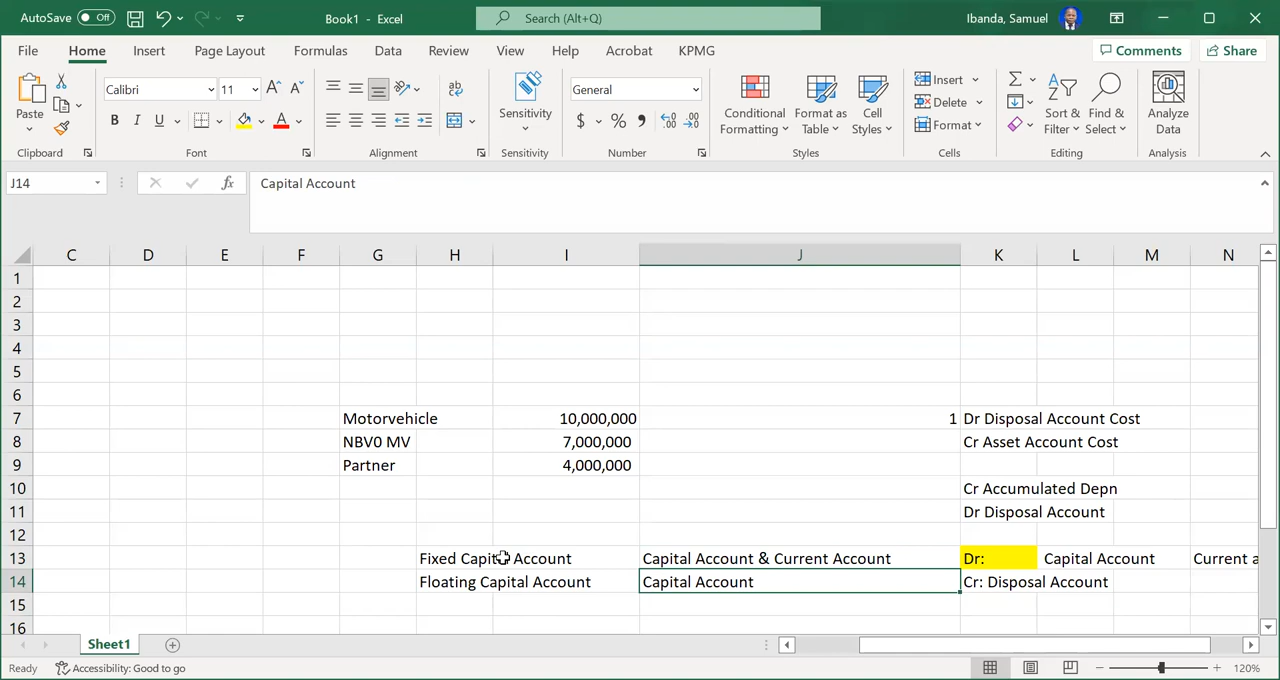 AutoSave Off Book1 - Excel Search (Alt+Q) Ibanda, Samuel
File Home Insert Page Layout Formulas Data Review View Help Acrobat KPMG Comments Share
Paste Calibri 11 General
B I U A $ % Sensitivity Conditional Formatting Format as Table Cell Styles Insert Delete Format Sort & Filter Find & Select Analyze Data
Clipboard Font Alignment Sensitivity Number Styles Cells Editing Analysis
J14 fx Capital Account
C D E F G H I J K L M N
1
2
3
4
5
6
7 Motorvehicle 10,000,000 1 Dr Disposal Account Cost
8 NBV0 MV 7,000,000 Cr Asset Account Cost
9 Partner 4,000,000
10 Cr Accumulated Depn
11 Dr Disposal Account
12
13 Fixed Capital Account Capital Account & Current Account Dr: Capital Account Current a
14 Floating Capital Account Capital Account Cr: Disposal Account
15
16
Sheet1
Ready Accessibility: Good to go 120%